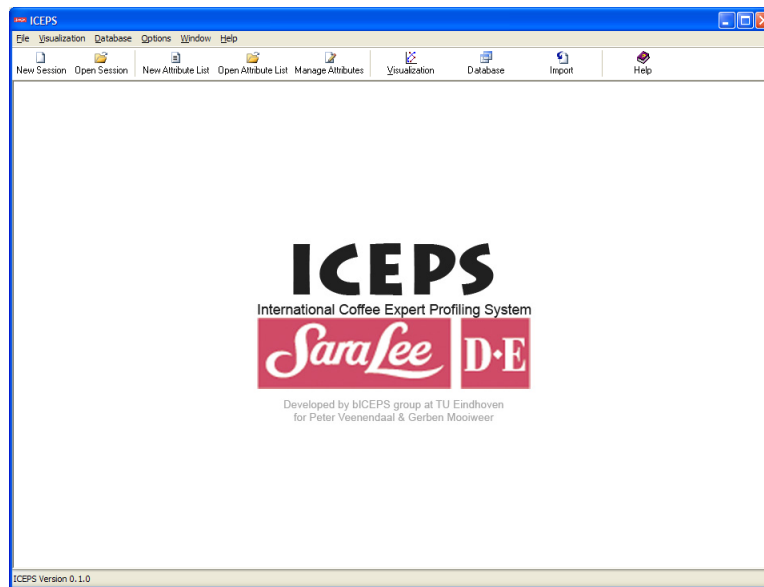 ICEPS
File Visualization Database Options Window Help
New Session Open Session New Attribute List Open Attribute List Manage Attributes Visualization Database Import Help
ICEPS
International Coffee Expert Profiling System
Sara Lee D·E
Developed by bICEPS group at TU Eindhoven
for Peter Veenendaal & Gerben Mooiweer
ICEPS Version 0.1.0